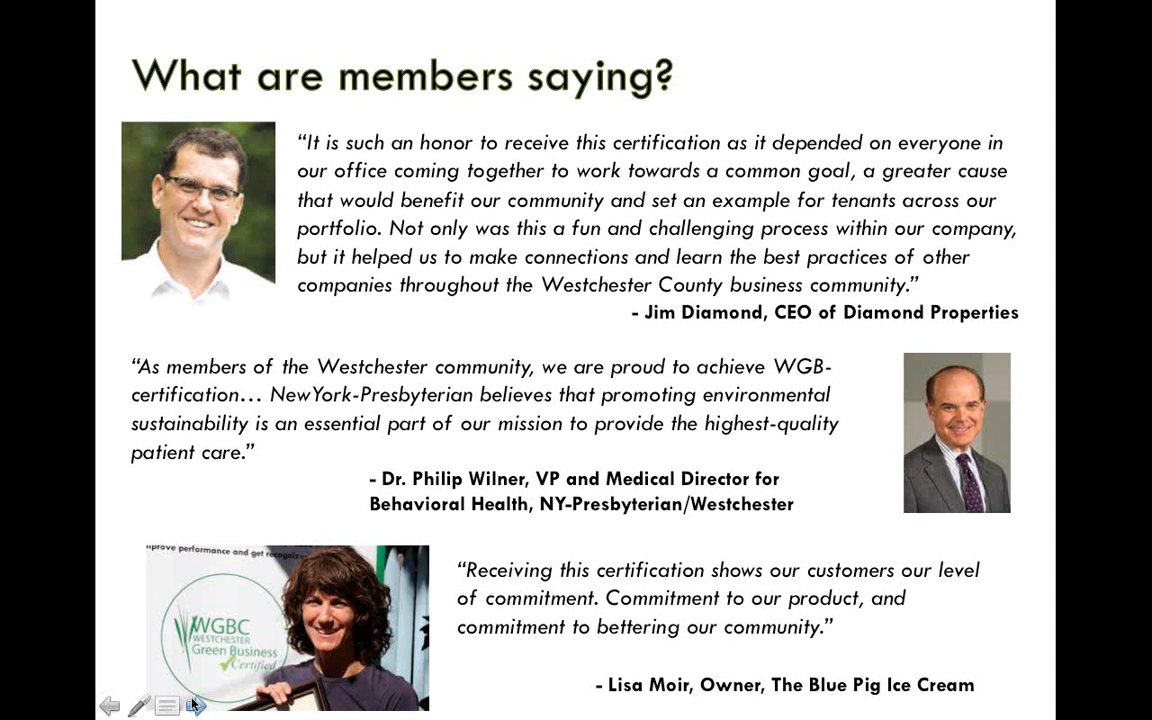 What are members saying?
“It is such an honor to receive this certification as it depended on everyone in
our office coming together to work towards a common goal, a greater cause
that would benefit our community and set an example for tenants across our
portfolio. Not only was this a fun and challenging process within our company,
but it helped us to make connections and learn the best practices of other
companies throughout the Westchester County business community.”
- Jim Diamond, CEO of Diamond Properties
“As members of the Westchester community, we are proud to achieve WGB-
certification… NewYork-Presbyterian believes that promoting environmental
sustainability is an essential part of our mission to provide the highest-quality
patient care.”
- Dr. Philip Wilner, VP and Medical Director for
Behavioral Health, NY-Presbyterian/Westchester
performance and get
WGBC
WESTCHESTER
Green Business
Certified
“Receiving this certification shows our customers our level
of commitment. Commitment to our product, and
commitment to bettering our community.”
- Lisa Moir, Owner, The Blue Pig Ice Cream